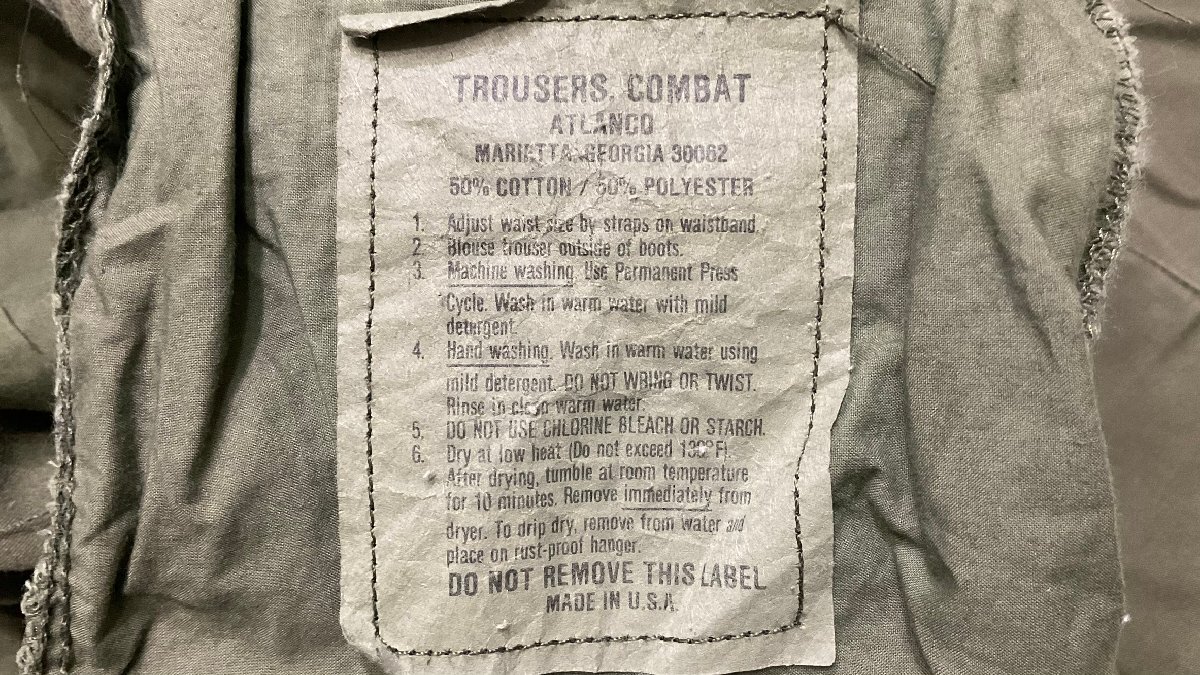 TROUSERS, COMBAT
ATLANCO
MARIETTA, GEORGIA 30062
50% COTTON / 50% POLYESTER
1. Adjust waist size by straps on waistband.
2. Blouse trouser outside of boots.
3. Machine washing. Use Permanent Press
Cycle. Wash in warm water with mild
detergent.
4. Hand washing. Wash in warm water using
mild detergent. DO NOT WRING OR TWIST.
Rinse in clean warm water.
5. DO NOT USE CHLORINE BLEACH OR STARCH.
6. Dry at low heat (Do not exceed 130°F).
After drying, tumble at room temperature
for 10 minutes. Remove immediately from
dryer. To drip dry, remove from water and
place on rust-proof hanger.
DO NOT REMOVE THIS LABEL
MADE IN U.S.A.